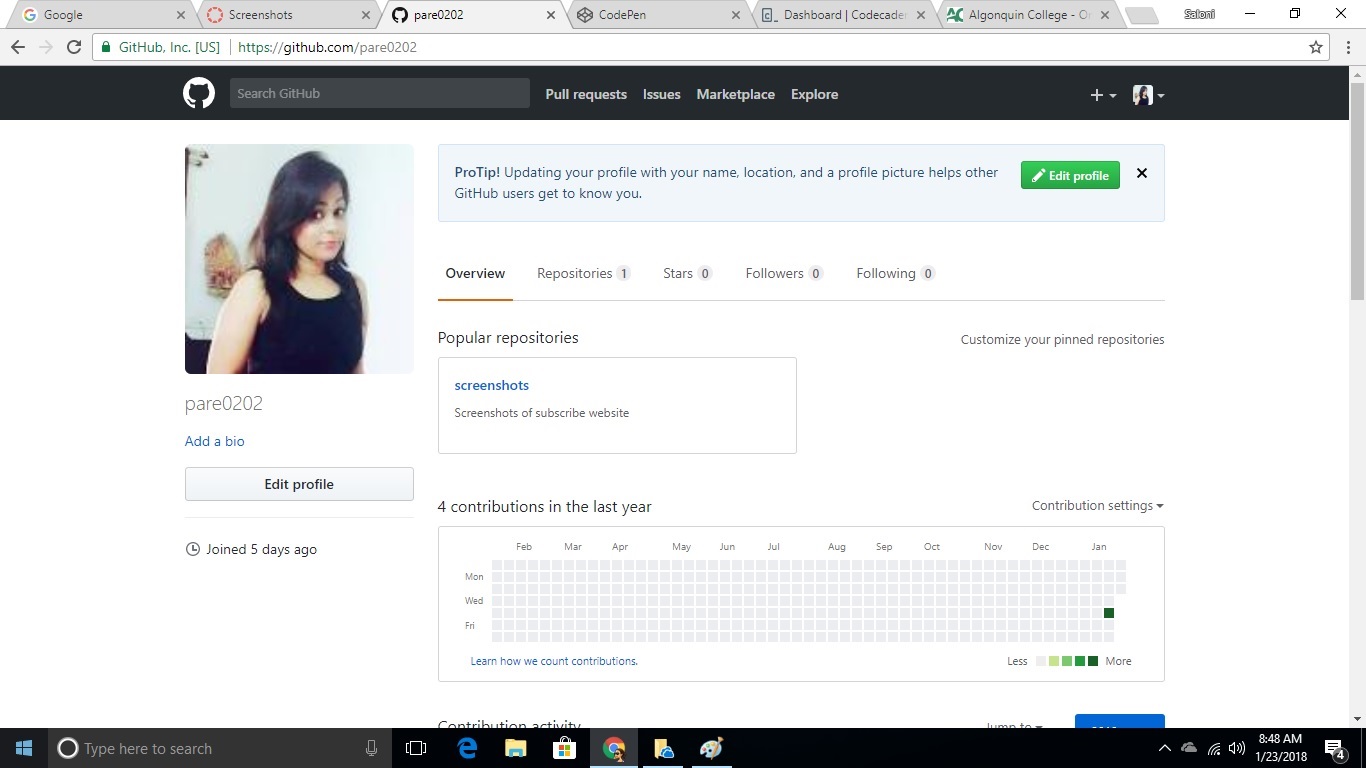 Google
Screenshots
pare0202
CodePen
Dashboard | Codecader
Algonquin College - O
Saloni
GitHub, Inc. [US]
https://github.com/pare0202
Search GitHub
Pull requests
Issues
Marketplace
Explore
ProTip! Updating your profile with your name, location, and a profile picture helps other
GitHub users get to know you.
Edit profile
Overview
Repositories 1
Stars 0
Followers 0
Following 0
Popular repositories
Customize your pinned repositories
screenshots
Screenshots of subscribe website
pare0202
Add a bio
Edit profile
Joined 5 days ago
4 contributions in the last year
Contribution settings
Feb Mar Apr May Jun Jul Aug Sep Oct Nov Dec Jan
Mon
Wed
Fri
Learn how we count contributions.
Less
More
Contribution activity
Jump to
Type here to search
8:48 AM
1/23/2018
4